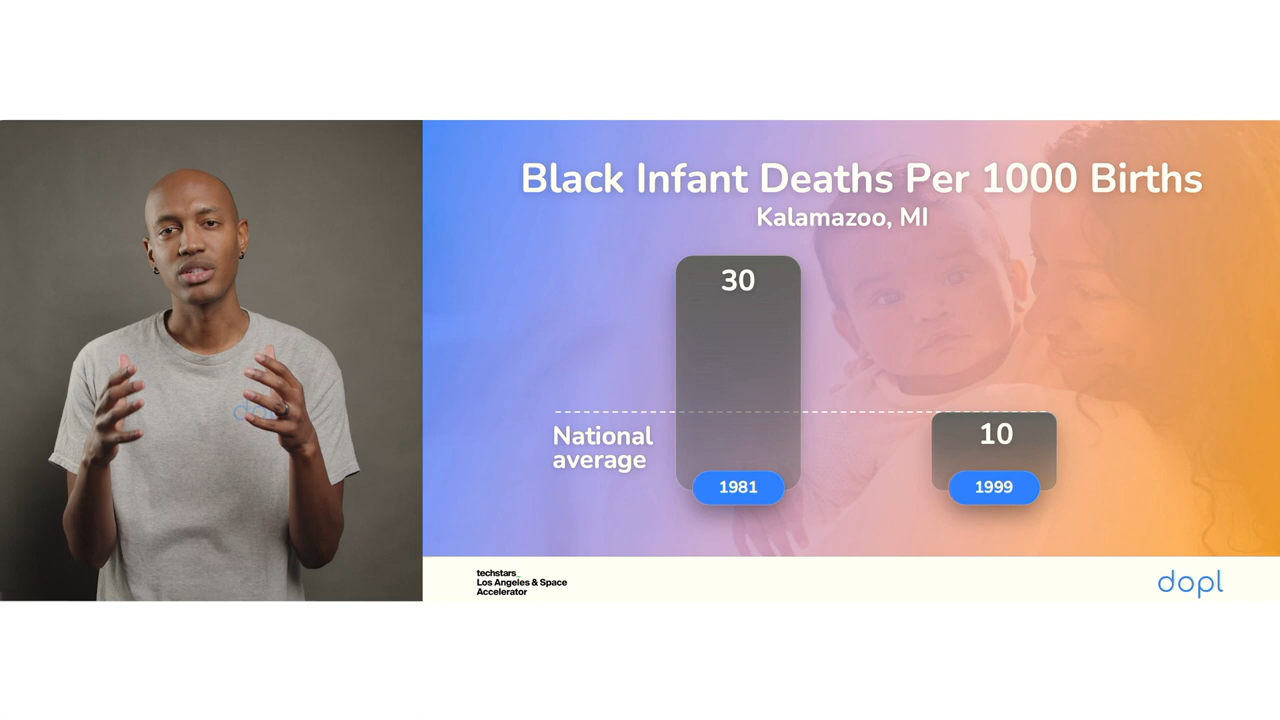 Black Infant Deaths Per 1000 Births
Kalamazoo, MI
30
National
average
10
1981
1999
techstars_
Los Angeles & Space
Accelerator
dopl